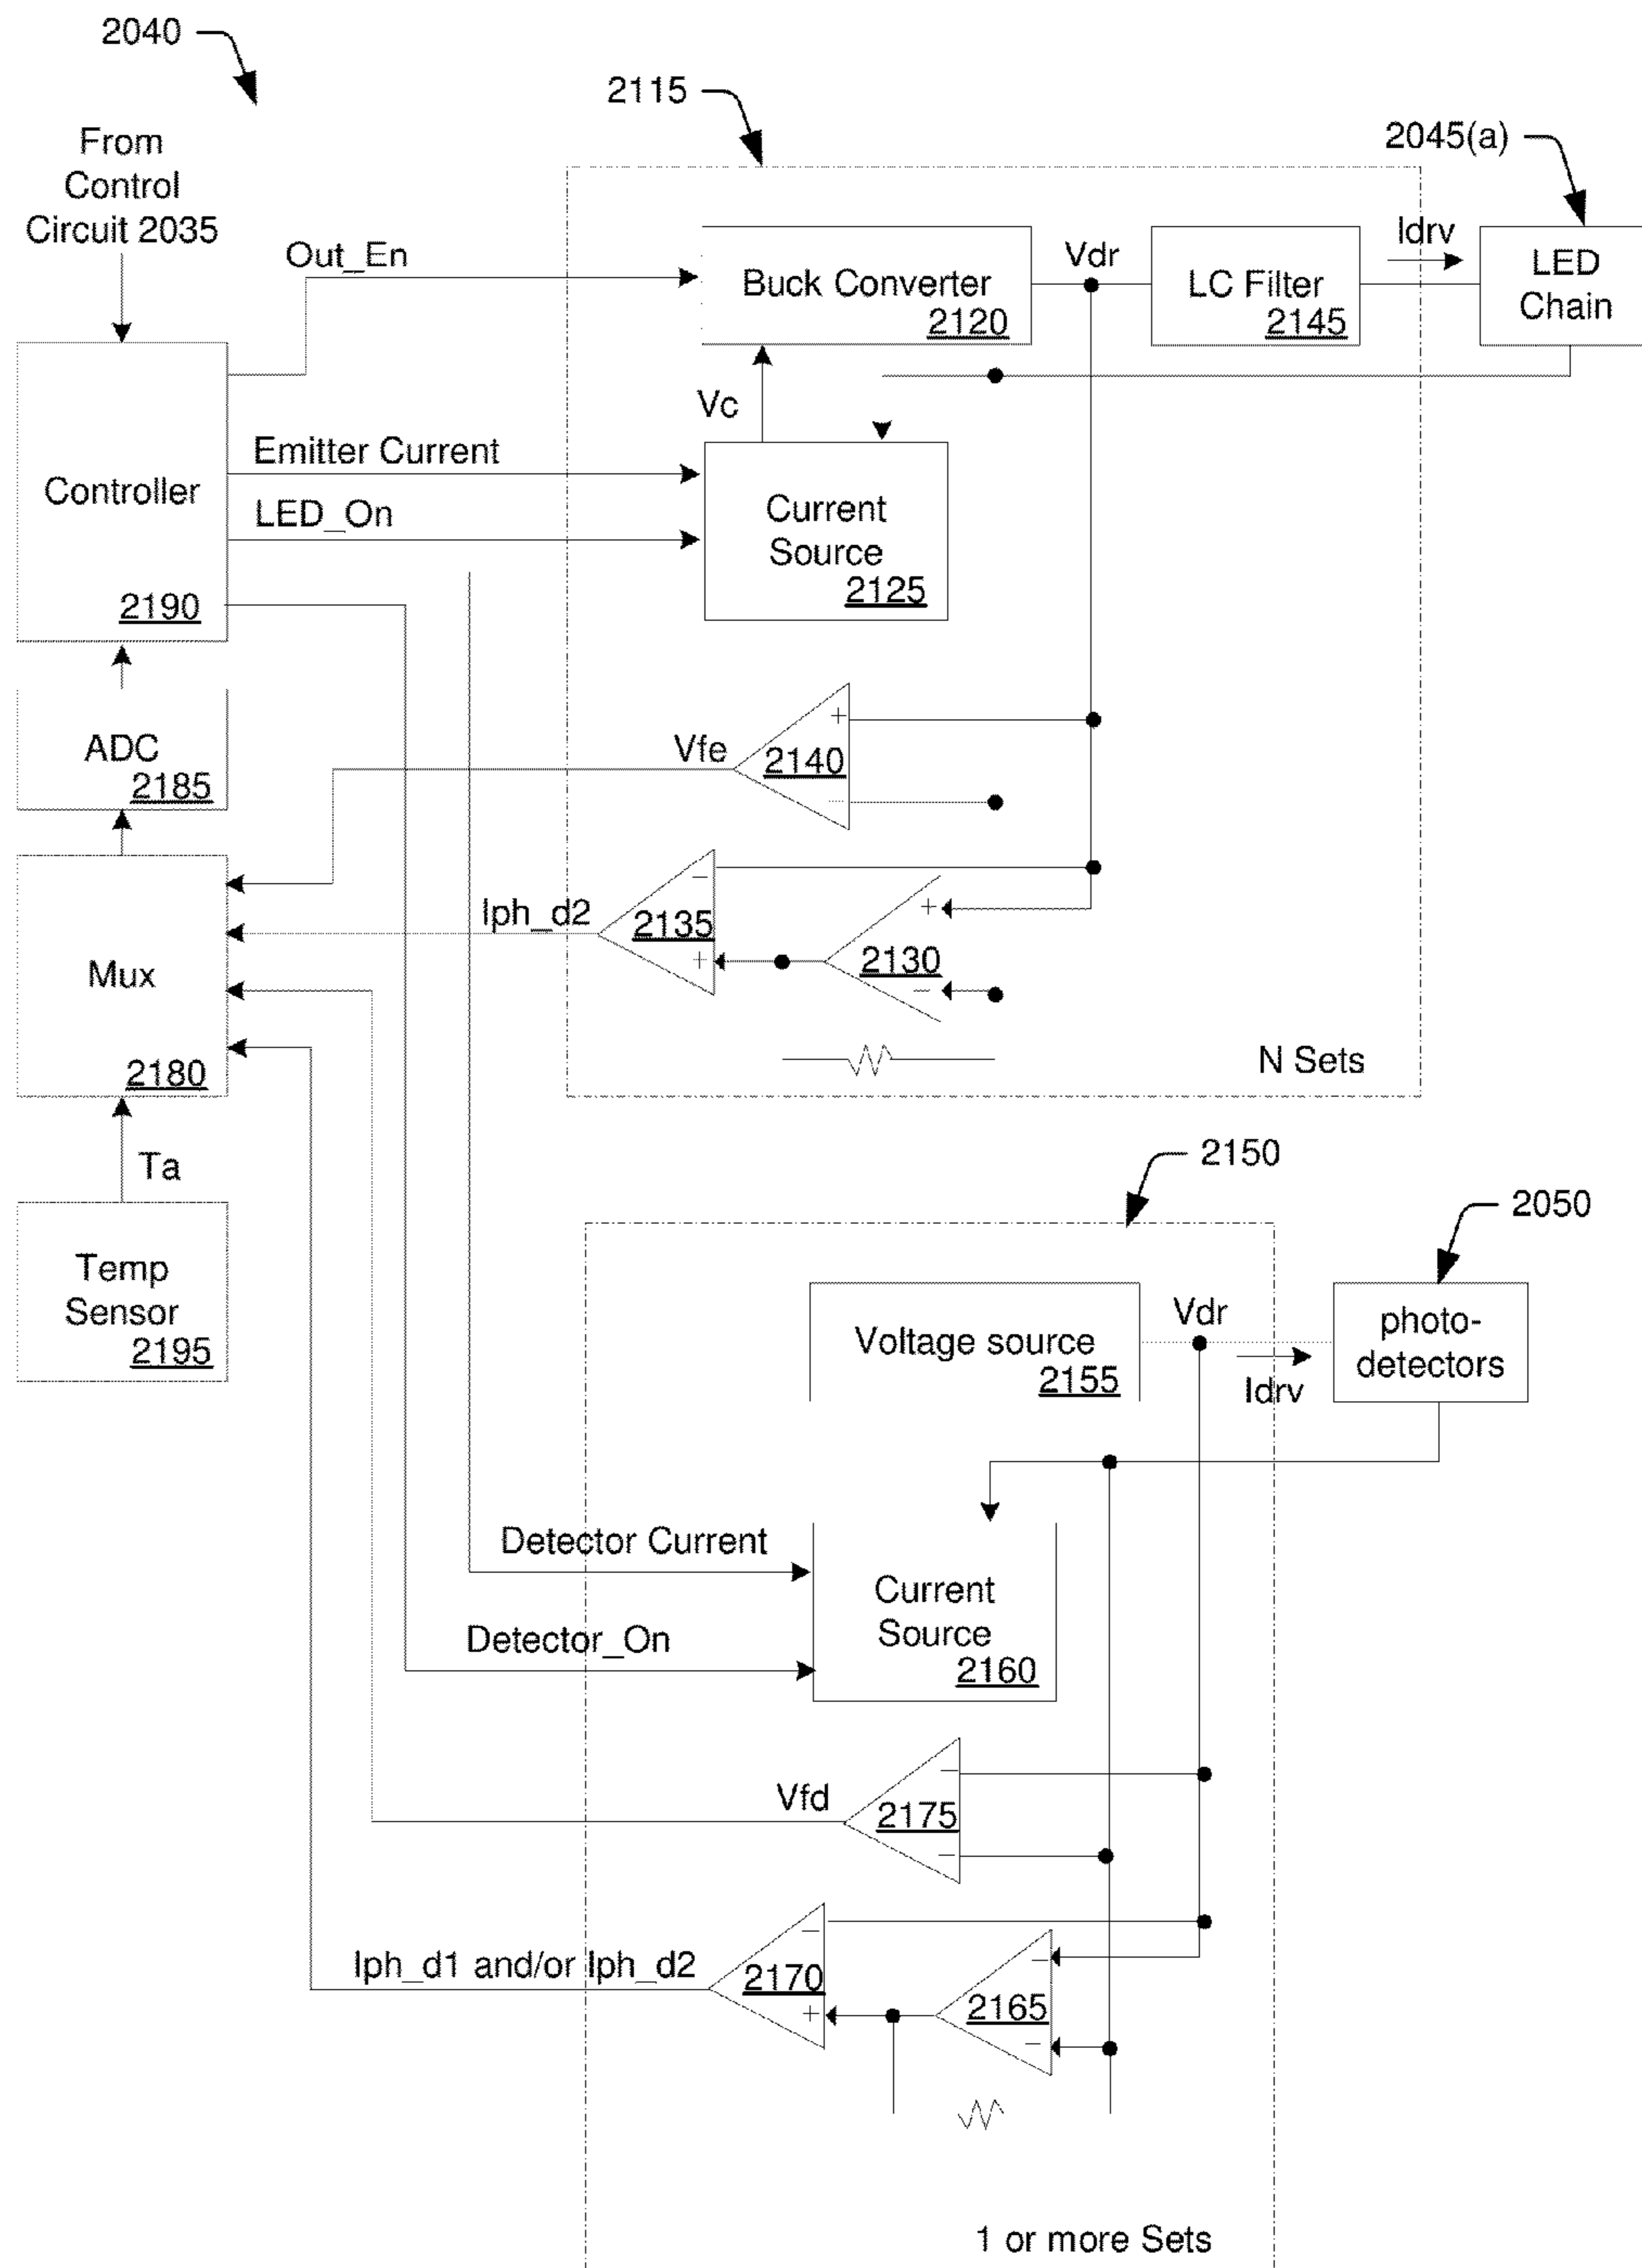 2040
2115
2045(a)
From
Control
Circuit 2035
Out_En
Buck Converter
2120
Vdr
LC Filter
2145
Idrv
LED
Chain
Vc
Emitter Current
LED_On
Controller
2190
Current
Source
2125
ADC
2185
Vfe
+
2140
Iph_d2
−
2135
+
+
2130
−
Mux
2180
N Sets
Ta
Temp
Sensor
2195
2150
2050
Voltage source
2155
Vdr
Idrv
photo-
detectors
Detector Current
Current
Source
2160
Detector_On
Vfd
−
2175
−
Iph_d1 and/or Iph_d2
−
2170
+
−
2165
−
1 or more Sets